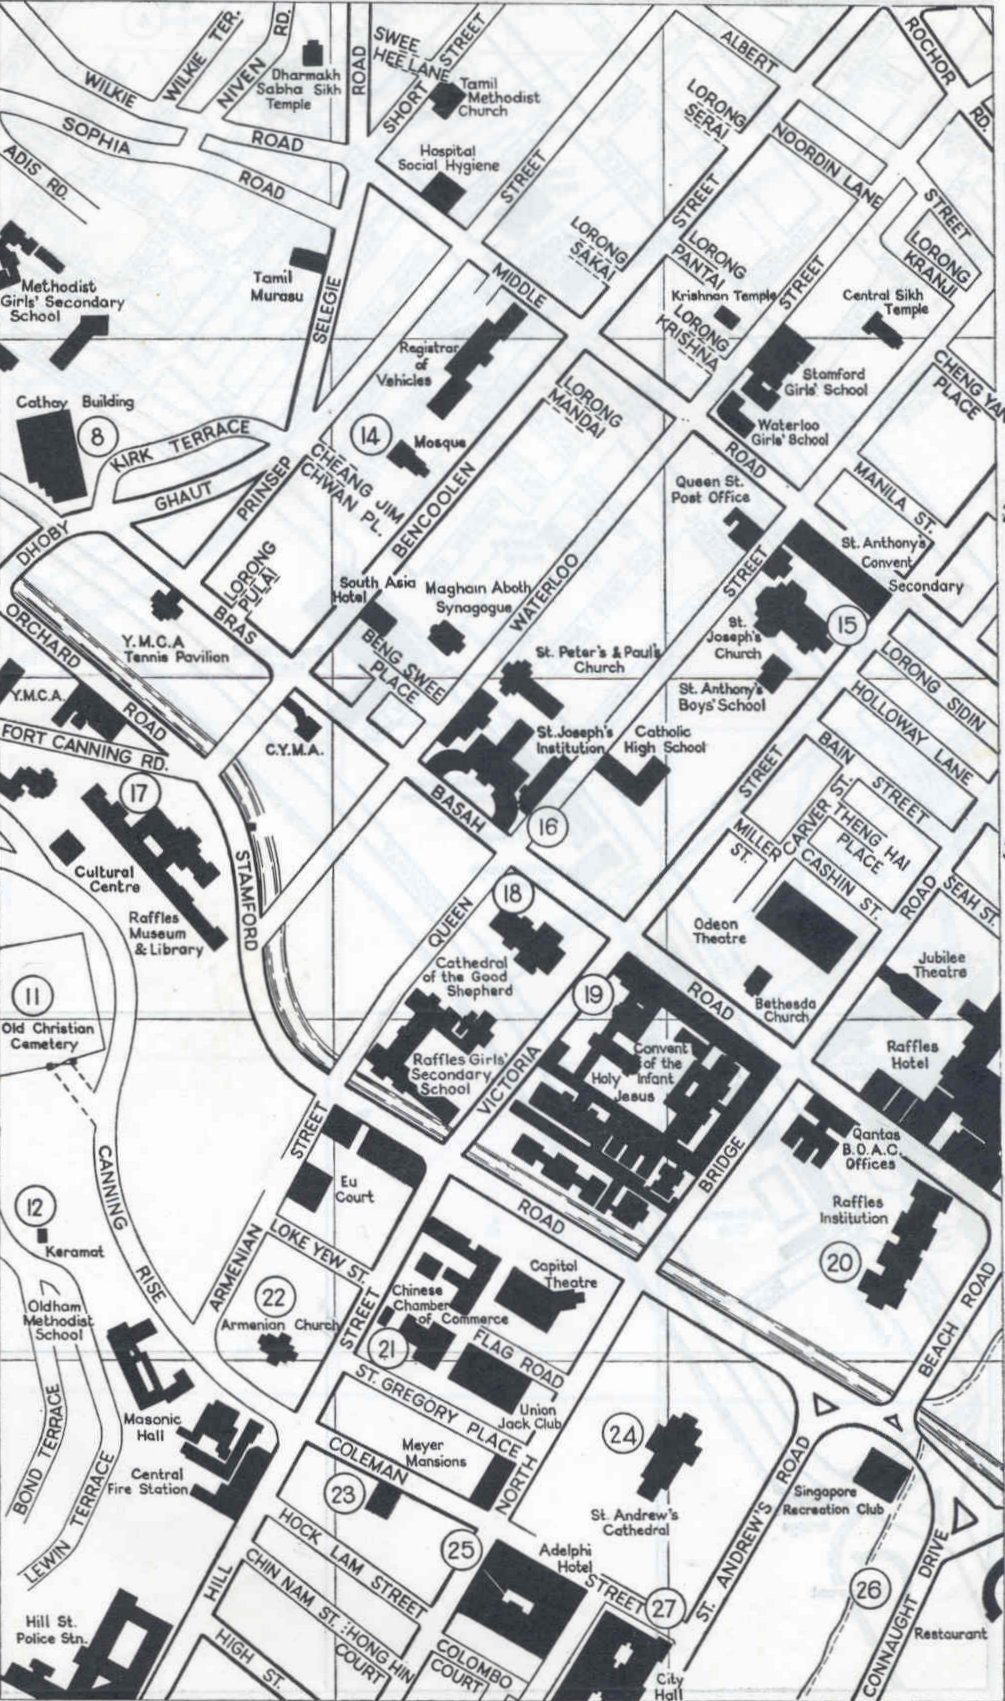 WILKIE
WILKIE TER.
NIVEN RD.
Dharmakh
Sabha Sikh
Temple
ROAD
SWEE
HEE LANE
SHORT STREET
Tamil
Methodist
Church
ALBERT
ROCHOR
RD.
SOPHIA
ROAD
ROAD
ADIS RD.
Hospital
Social Hygiene
STREET
LORONG
SERAI
NOORDIN LANE
STREET
STREET
LORONG
KRANJI
Methodist
Girls' Secondary
School
Tamil
Murasu
SELEGIE
LORONG
SAKAI
LORONG
PANTAI
Krishnan Temple
LORONG
KRISHNA
STREET
Central Sikh
Temple
MIDDLE
Registrar
of
Vehicles
Stamford
Girls' School
CHENG YAN
PLACE
Cathay Building
8
KIRK TERRACE
14
Mosque
LORONG
MANDAI
Waterloo
Girls' School
ROAD
GHAUT
PRINSEP
CHEANG JIM
CHWAN PL.
BENCOOLEN
Queen St.
Post Office
MANILA ST.
DHOBY
LORONG
PULAI
South Asia
Hotel
Maghain Aboth
Synagogue
WATERLOO
STREET
St. Anthony's
Convent
Secondary
ORCHARD
ROAD
Y.M.C.A
Tennis Pavilion
BRAS
BENG SWEE
PLACE
St. Peter's & Paul's
Church
St.
Joseph's
Church
15
LORONG SIDIN
Y.M.C.A.
FORT CANNING RD.
C.Y.M.A.
St. Joseph's
Institution
Catholic
High School
St. Anthony's
Boys' School
HOLLOWAY LANE
17
BASAH
16
STREET
BAIN STREET
CARVER ST.
THENG HAI
PLACE
MILLER
ST.
CASHIN ST.
Cultural
Centre
STAMFORD
Raffles
Museum
& Library
18
QUEEN
Cathedral
of the Good
Shepherd
Odeon
Theatre
ROAD
SEAH ST.
Jubilee
Theatre
11
Old Christian
Cemetery
19
ROAD
Bethesda
Church
Raffles
Hotel
Raffles Girls'
Secondary
School
VICTORIA
Convent
of the
Holy Infant
Jesus
STREET
BRIDGE
Qantas
B.O.A.C.
Offices
CANNING
RISE
Eu
Court
ROAD
Raffles
Institution
12
Keramat
ARMENIAN
LOKE YEW ST.
20
Oldham
Methodist
School
22
Armenian Church
Chinese
Chamber
of Commerce
Capitol
Theatre
STREET
21
FLAG ROAD
BEACH ROAD
ST. GREGORY PLACE
Union
Jack Club
Masonic
Hall
BOND TERRACE
LEWIN TERRACE
Central
Fire Station
COLEMAN
Meyer
Mansions
23
NORTH
24
St. Andrew's
Cathedral
Singapore
Recreation Club
HOCK LAM STREET
25
Adelphi
Hotel
STREET
27
ST. ANDREW'S ROAD
26
CONNAUGHT DRIVE
HILL
CHIN NAM ST.
HONG HIN
COURT
Hill St.
Police Stn.
HIGH ST.
COLOMBO
COURT
City
Hall
Restaurant